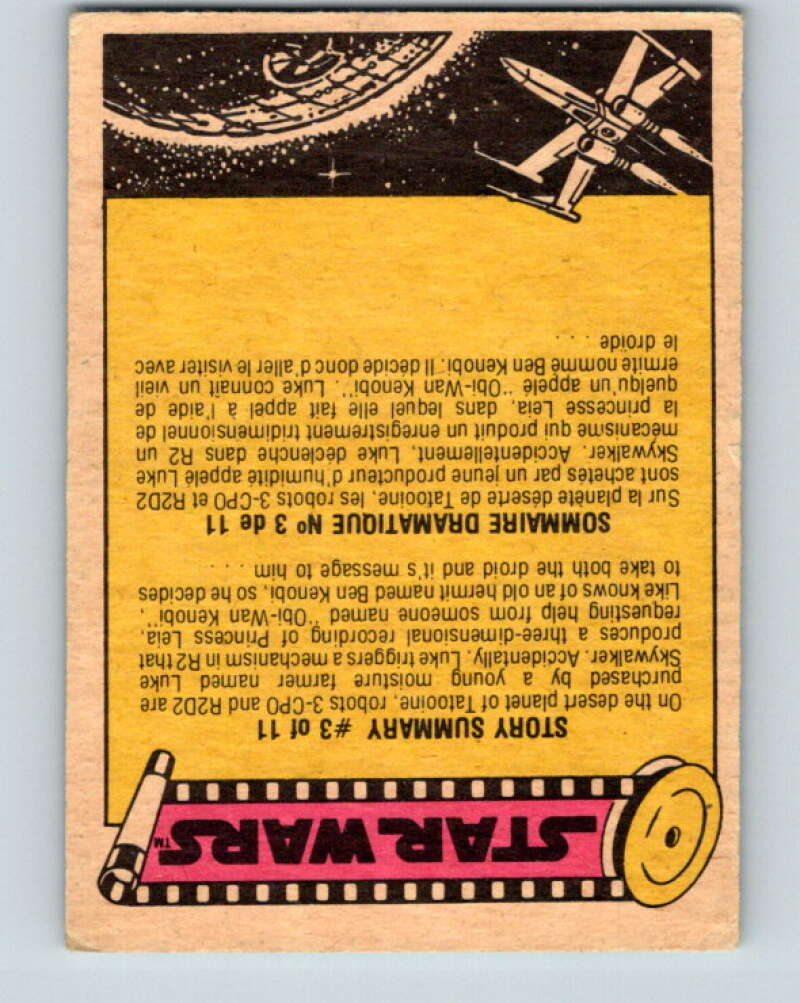 STAR WARS™
STORY SUMMARY #3 of 11
On the desert planet of Tatooine, robots 3-CPO and R2D2 are
purchased by a young moisture farmer named Luke
Skywalker. Accidentally, Luke triggers a mechanism in R2 that
produces a three-dimensional recording of Princess Leia,
requesting help from someone named "Obi-Wan Kenobi",
Like knows of an old hermit named Ben Kenobi, so he decides
to take both the droid and it's message to him . . .
SOMMAIRE DRAMATIQUE Nº 3 de 11
Sur la planète déserte de Tatooine, les robots 3-CPO et R2D2
sont achetés par un jeune producteur d'humidité appelé Luke
Skywalker. Accidentellement, Luke déclenche dans R2 un
mécanisme qui produit un enregistrement tridimensionnel de
la princesse Leia, dans lequel elle fait appel à l'aide de
quelqu'un appelé "Obi-Wan Kenobi". Luke connait un vieil
ermite nommé Ben Kenobi. Il décide donc d'aller le visiter avec
le droïde . . .